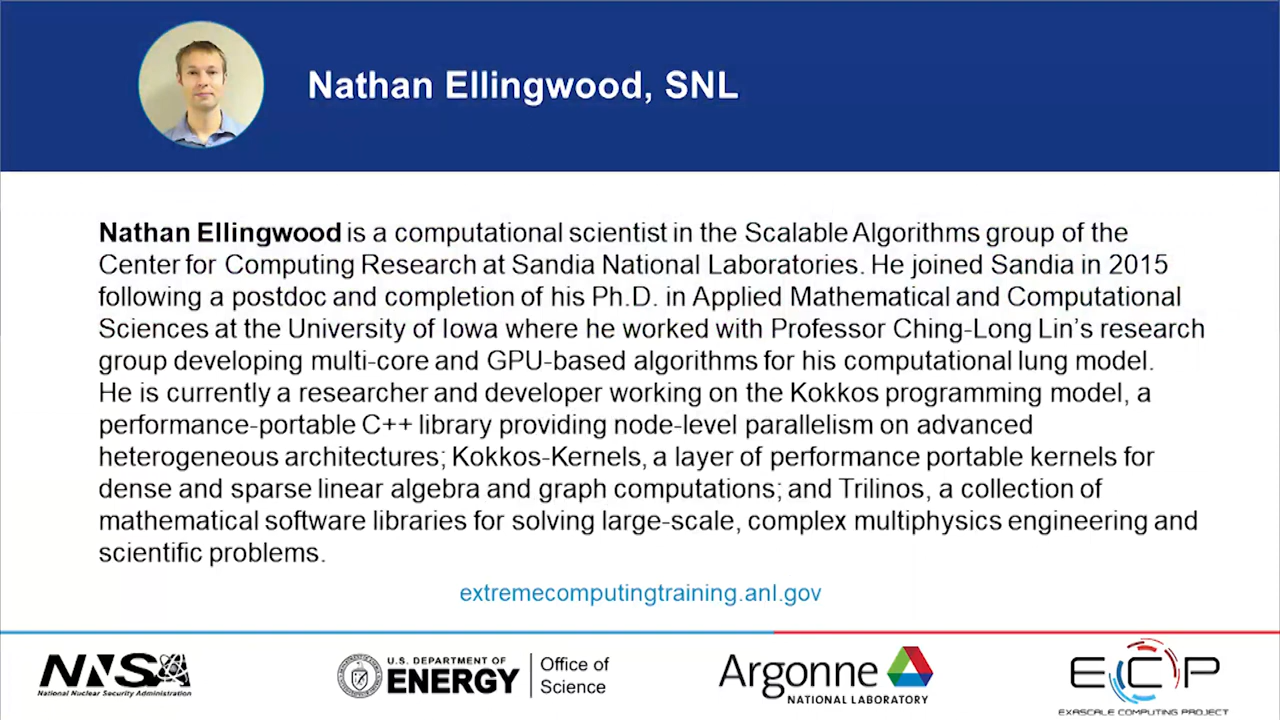 Nathan Ellingwood, SNL
Nathan Ellingwood is a computational scientist in the Scalable Algorithms group of the
Center for Computing Research at Sandia National Laboratories. He joined Sandia in 2015
following a postdoc and completion of his Ph.D. in Applied Mathematical and Computational
Sciences at the University of Iowa where he worked with Professor Ching-Long Lin's research
group developing multi-core and GPU-based algorithms for his computational lung model.
He is currently a researcher and developer working on the Kokkos programming model, a
performance-portable C++ library providing node-level parallelism on advanced
heterogeneous architectures; Kokkos-Kernels, a layer of performance portable kernels for
dense and sparse linear algebra and graph computations; and Trilinos, a collection of
mathematical software libraries for solving large-scale, complex multiphysics engineering and
scientific problems.
extremecomputingtraining.anl.gov
NNSA
National Nuclear Security Administration
U.S. DEPARTMENT OF
ENERGY
Office of
Science
Argonne
NATIONAL LABORATORY
ECP
EXASCALE COMPUTING PROJECT